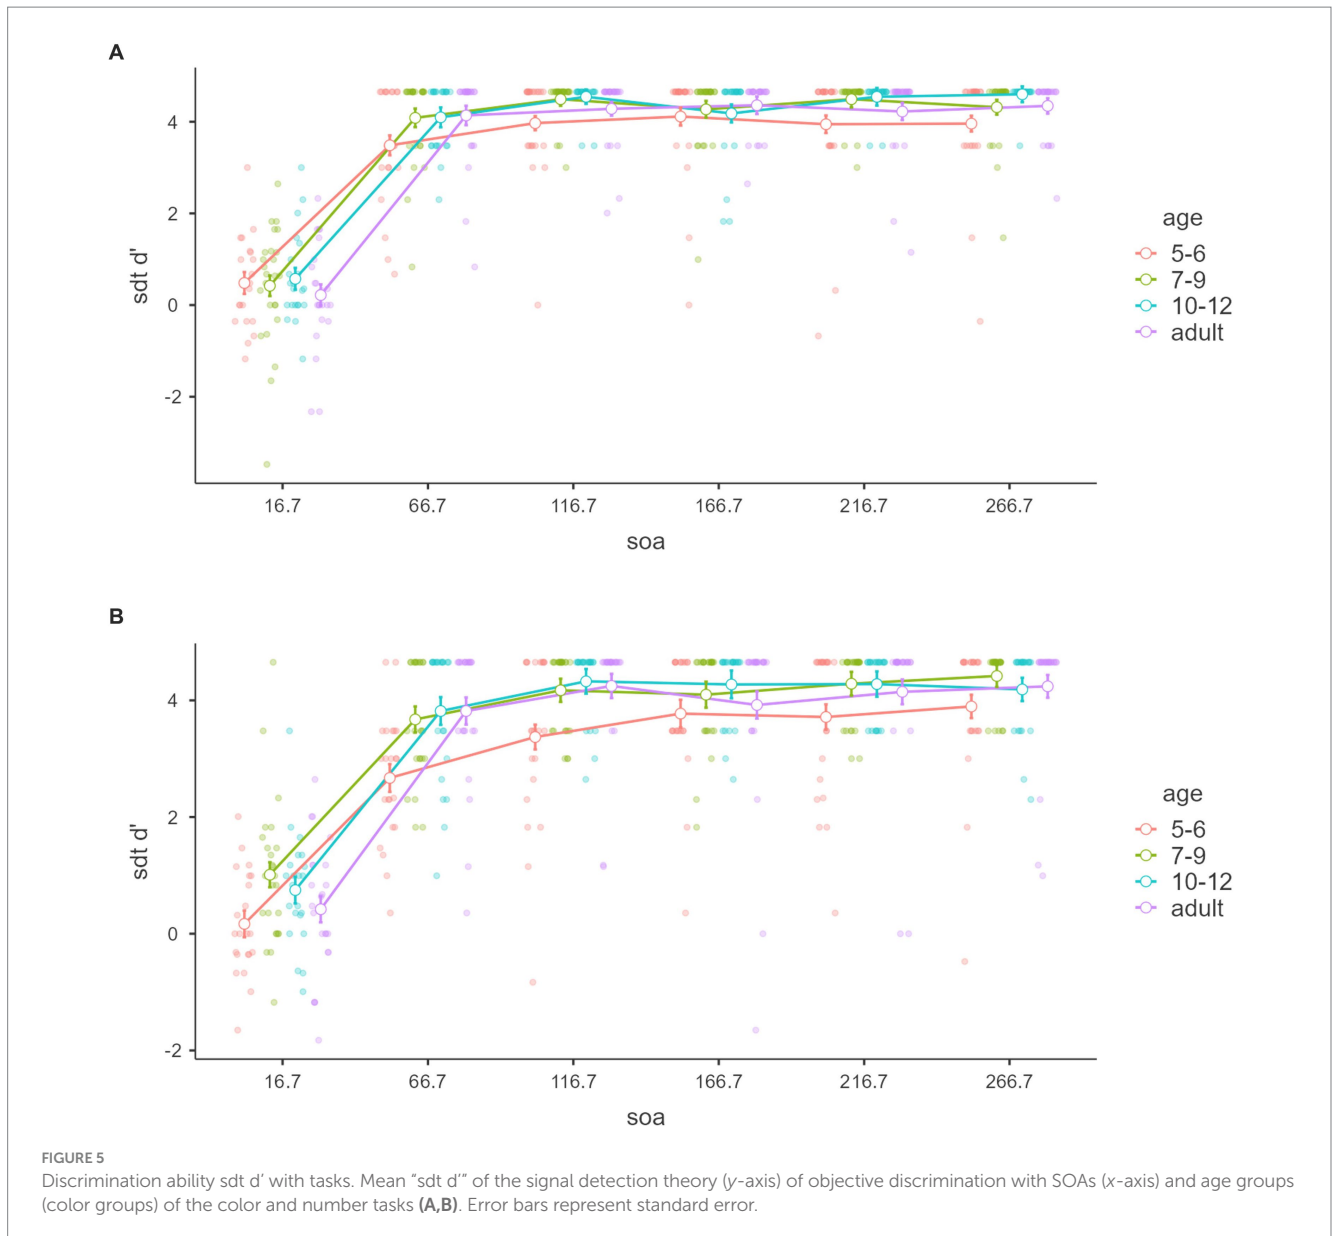 A
4
2
0
-2
sdt d'
16.7 66.7 116.7 166.7 216.7 266.7
soa
age
5-6
7-9
10-12
adult
B
4
2
0
-2
sdt d'
16.7 66.7 116.7 166.7 216.7 266.7
soa
age
5-6
7-9
10-12
adult
FIGURE 5
Discrimination ability sdt d’ with tasks. Mean “sdt d’” of the signal detection theory (y-axis) of objective discrimination with SOAs (x-axis) and age groups
(color groups) of the color and number tasks (A,B). Error bars represent standard error.